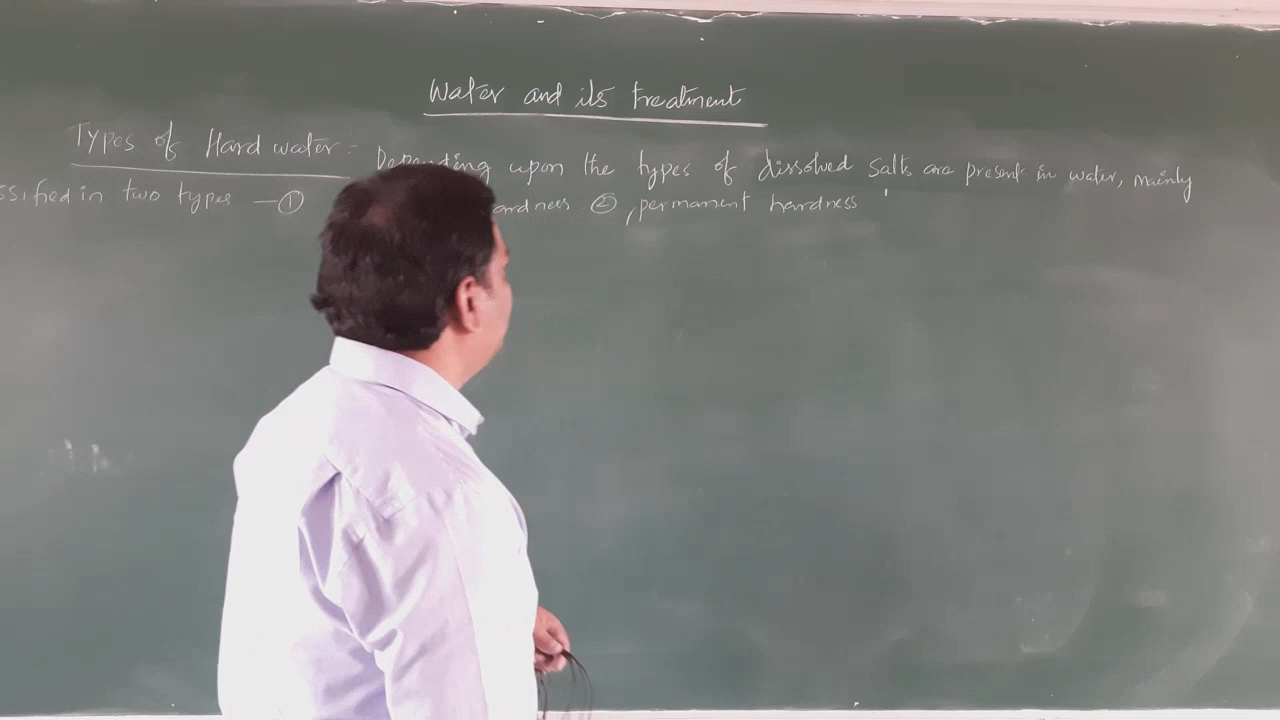 Water and its treatment
Types of Hard water:- Depending upon the types of dissolved salts are present in water, mainly
ssified in two types - ① ardness ② permanent hardness